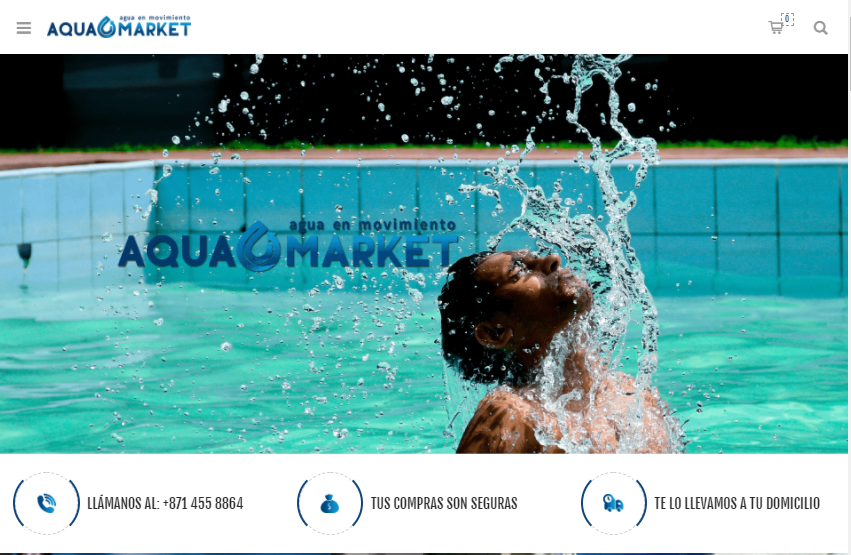 agua en movimiento
AQUA MARKET
0
agua en movimiento
AQUA MARKET
LLÁMANOS AL: +871 455 8864
TUS COMPRAS SON SEGURAS
TE LO LLEVAMOS A TU DOMICILIO